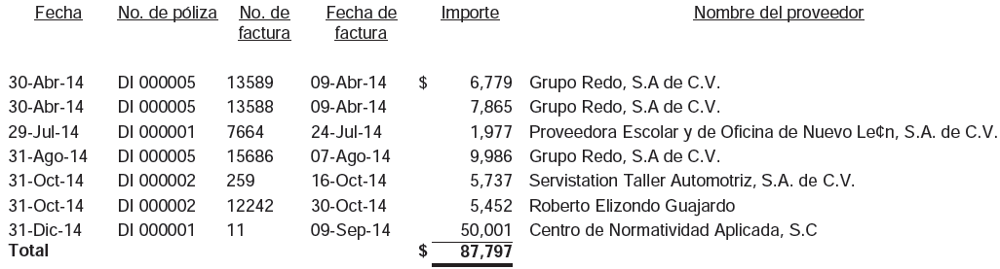 Fecha No. de póliza No. de factura Fecha de factura Importe Nombre del proveedor
30-Abr-14 DI 000005 13589 09-Abr-14 $ 6,779 Grupo Redo, S.A de C.V.
30-Abr-14 DI 000005 13588 09-Abr-14 7,865 Grupo Redo, S.A de C.V.
29-Jul-14 DI 000001 7664 24-Jul-14 1,977 Proveedora Escolar y de Oficina de Nuevo Le¢n, S.A. de C.V.
31-Ago-14 DI 000005 15686 07-Ago-14 9,986 Grupo Redo, S.A de C.V.
31-Oct-14 DI 000002 259 16-Oct-14 5,737 Servistation Taller Automotriz, S.A. de C.V.
31-Oct-14 DI 000002 12242 30-Oct-14 5,452 Roberto Elizondo Guajardo
31-Dic-14 DI 000001 11 09-Sep-14 50,001 Centro de Normatividad Aplicada, S.C
Total $ 87,797